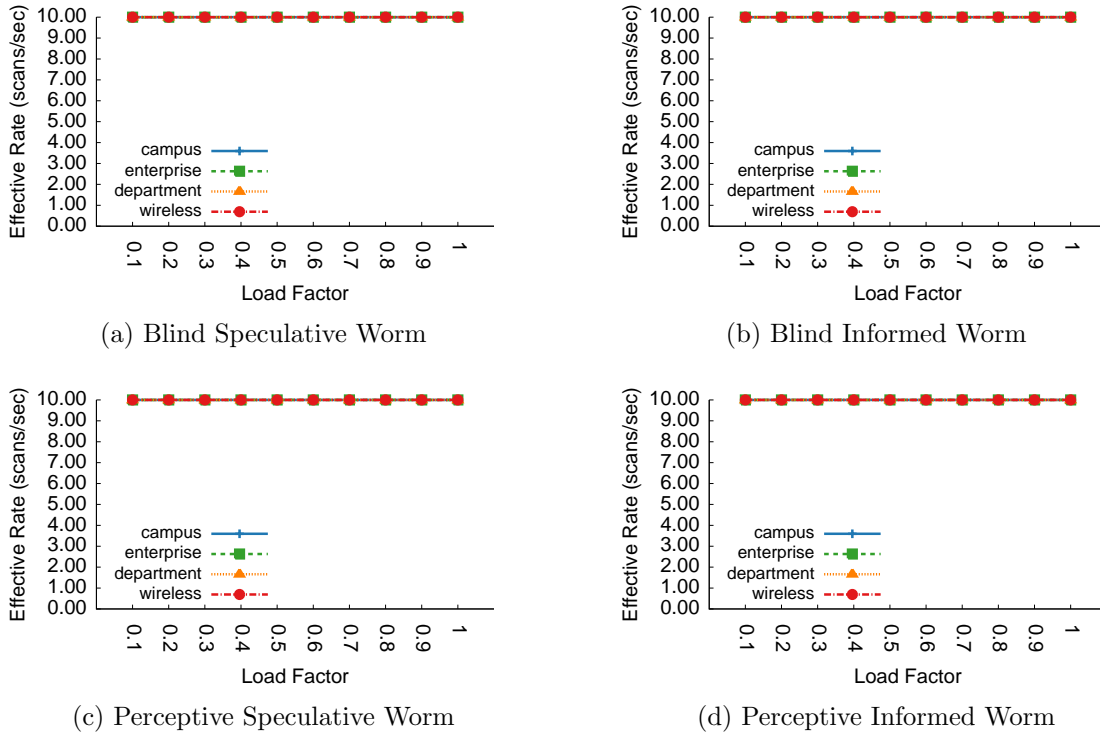 10.00
9.00
8.00
7.00
6.00
5.00
4.00
3.00
2.00
1.00
0.00
Effective Rate (scans/sec)
campus
enterprise
department
wireless
0.1 0.2 0.3 0.4 0.5 0.6 0.7 0.8 0.9 1
Load Factor
(a) Blind Speculative Worm
10.00
9.00
8.00
7.00
6.00
5.00
4.00
3.00
2.00
1.00
0.00
Effective Rate (scans/sec)
campus
enterprise
department
wireless
0.1 0.2 0.3 0.4 0.5 0.6 0.7 0.8 0.9 1
Load Factor
(b) Blind Informed Worm
10.00
9.00
8.00
7.00
6.00
5.00
4.00
3.00
2.00
1.00
0.00
Effective Rate (scans/sec)
campus
enterprise
department
wireless
0.1 0.2 0.3 0.4 0.5 0.6 0.7 0.8 0.9 1
Load Factor
(c) Perceptive Speculative Worm
10.00
9.00
8.00
7.00
6.00
5.00
4.00
3.00
2.00
1.00
0.00
Effective Rate (scans/sec)
campus
enterprise
department
wireless
0.1 0.2 0.3 0.4 0.5 0.6 0.7 0.8 0.9 1
Load Factor
(d) Perceptive Informed Worm